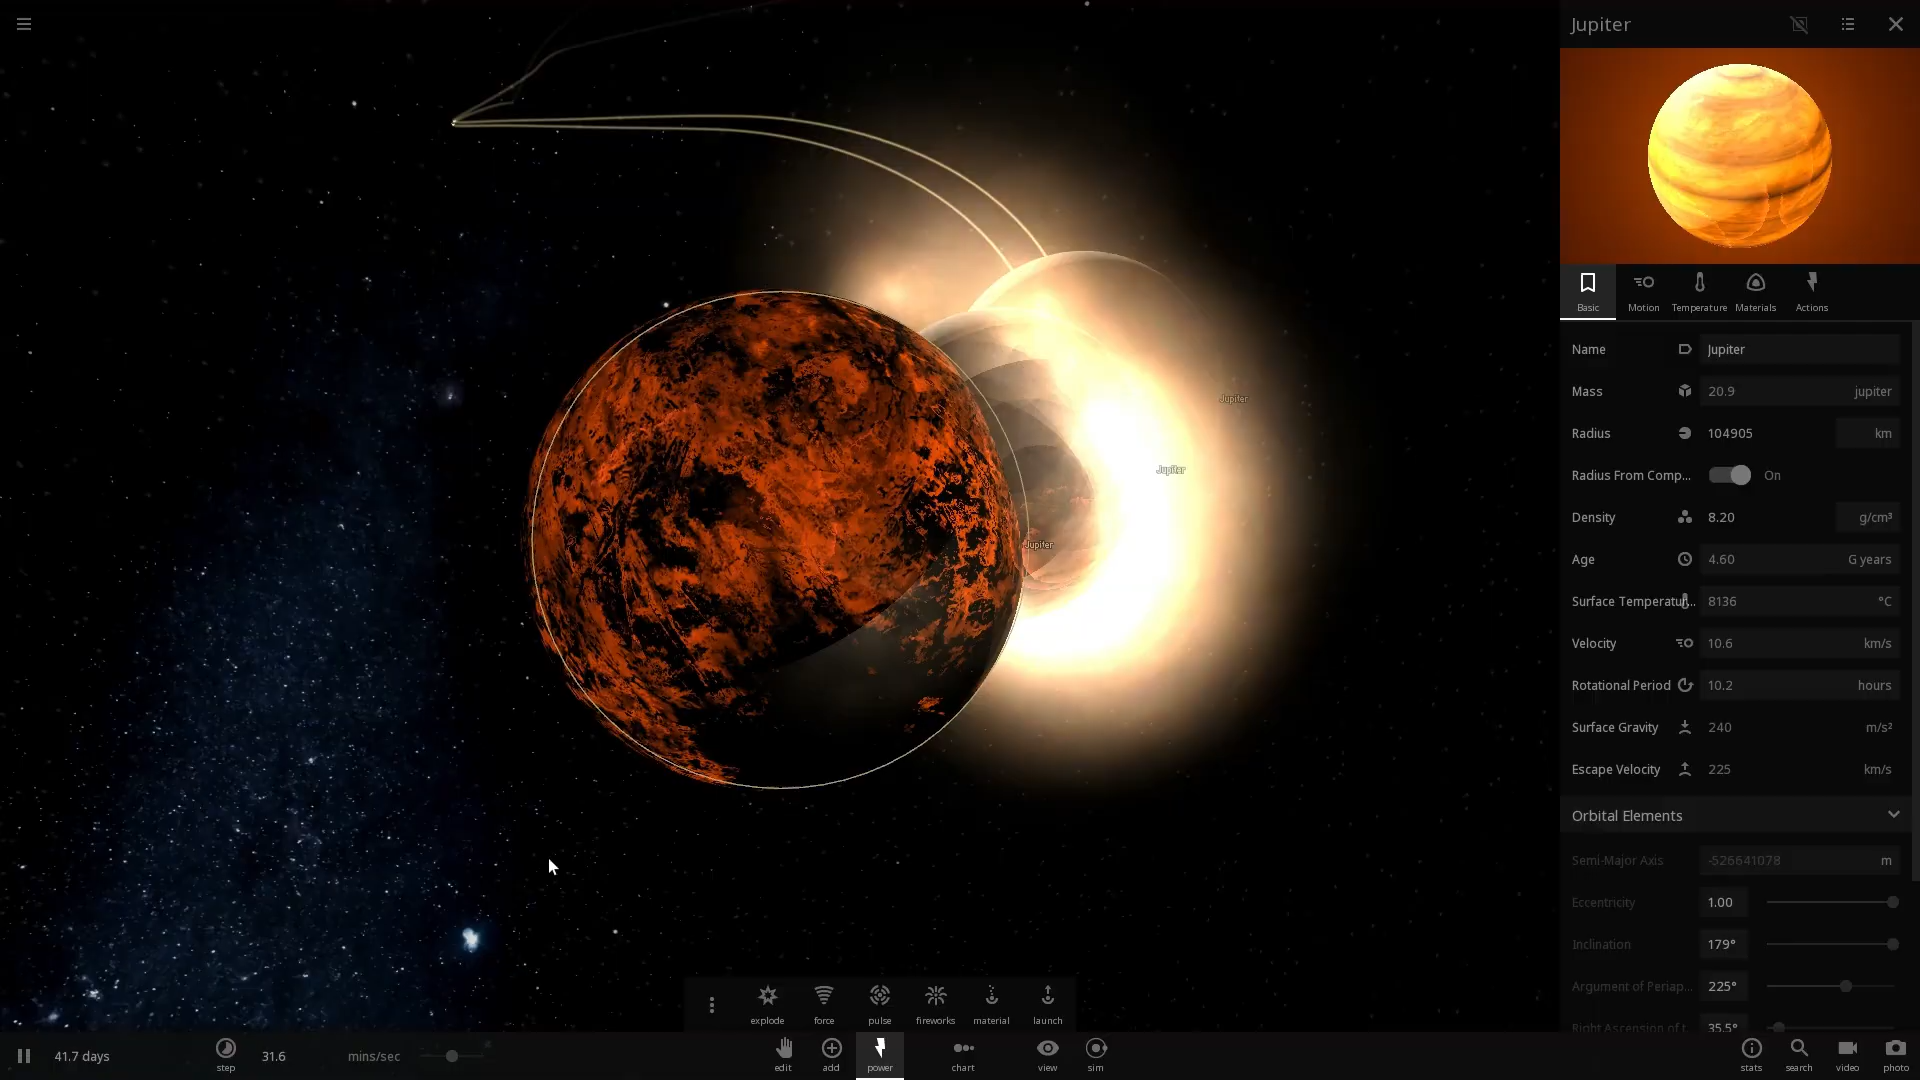 Jupiter
Basic
Motion
Temperature
Materials
Actions
Name Jupiter
Mass 20.9 jupiter
Radius 104905 km
Radius From Comp... On
Density 8.20 g/cm³
Age 4.60 G years
Surface Temperatur... 8136 °C
Velocity 10.6 km/s
Rotational Period 10.2 hours
Surface Gravity 240 m/s²
Escape Velocity 225 km/s
Orbital Elements
Semi-Major Axis -526641078 m
Eccentricity 1.00
Inclination 179°
Argument of Periap... 225°
Right Ascension of t... 35.5°
Jupiter
Jupiter
Jupiter
explode force pulse fireworks material launch
41.7 days
step
31.6 mins/sec
edit add power chart view sim
stats search video photo